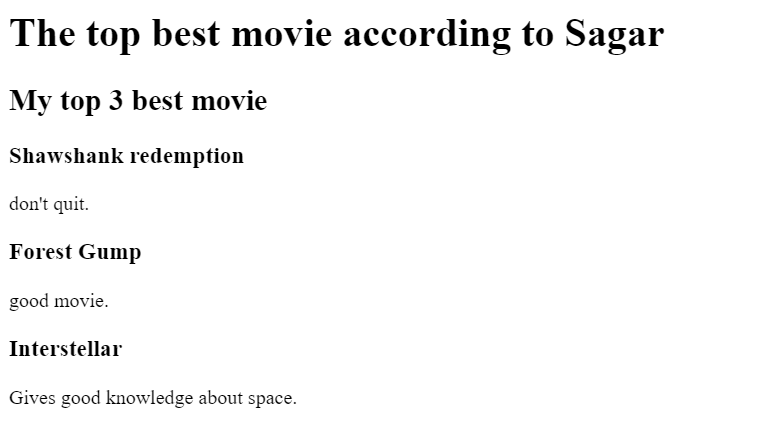 The top best movie according to Sagar
My top 3 best movie
Shawshank redemption
don't quit.
Forest Gump
good movie.
Interstellar
Gives good knowledge about space.